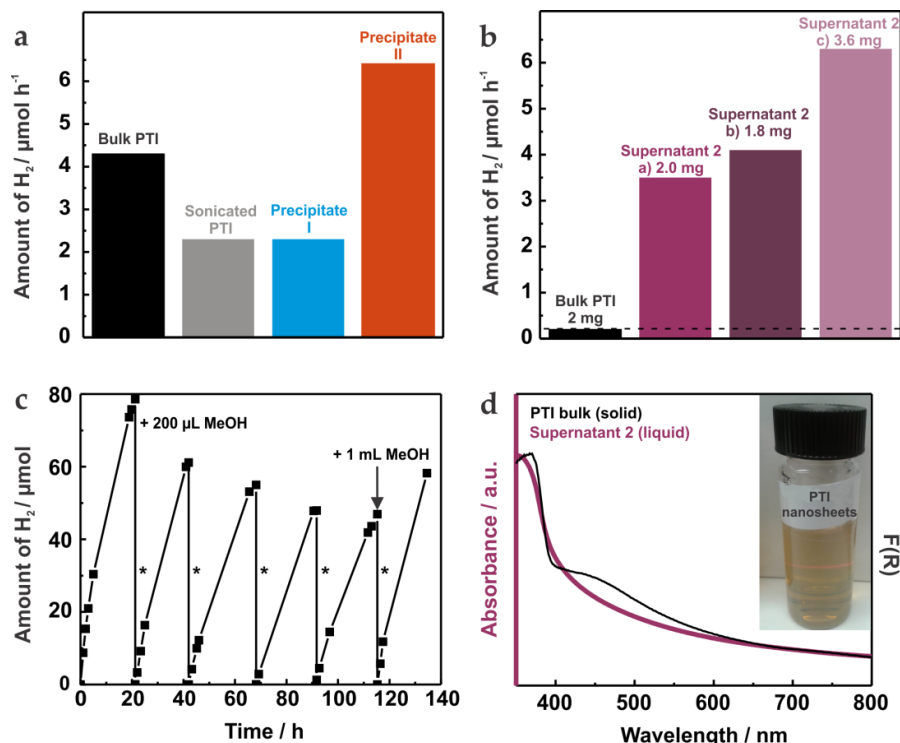 a
Amount of H₂ / μmol h⁻¹
6
5
4
3
2
1
0
Bulk PTI
Sonicated
PTI
Precipitate
I
Precipitate
II
b
Amount of H₂ / μmol h⁻¹
6
5
4
3
2
1
0
Bulk PTI
2 mg
Supernatant 2
a) 2.0 mg
Supernatant 2
b) 1.8 mg
Supernatant 2
c) 3.6 mg
c
Amount of H₂ / μmol
80
60
40
20
0
+ 200 μL MeOH
+ 1 mL MeOH
* * * * *
0 20 40 60 80 100 120 140
Time / h
d
Absorbance / a.u.
PTI bulk (solid)
Supernatant 2 (liquid)
PTI
nanosheets
F(R)
400 500 600 700 800
Wavelength / nm